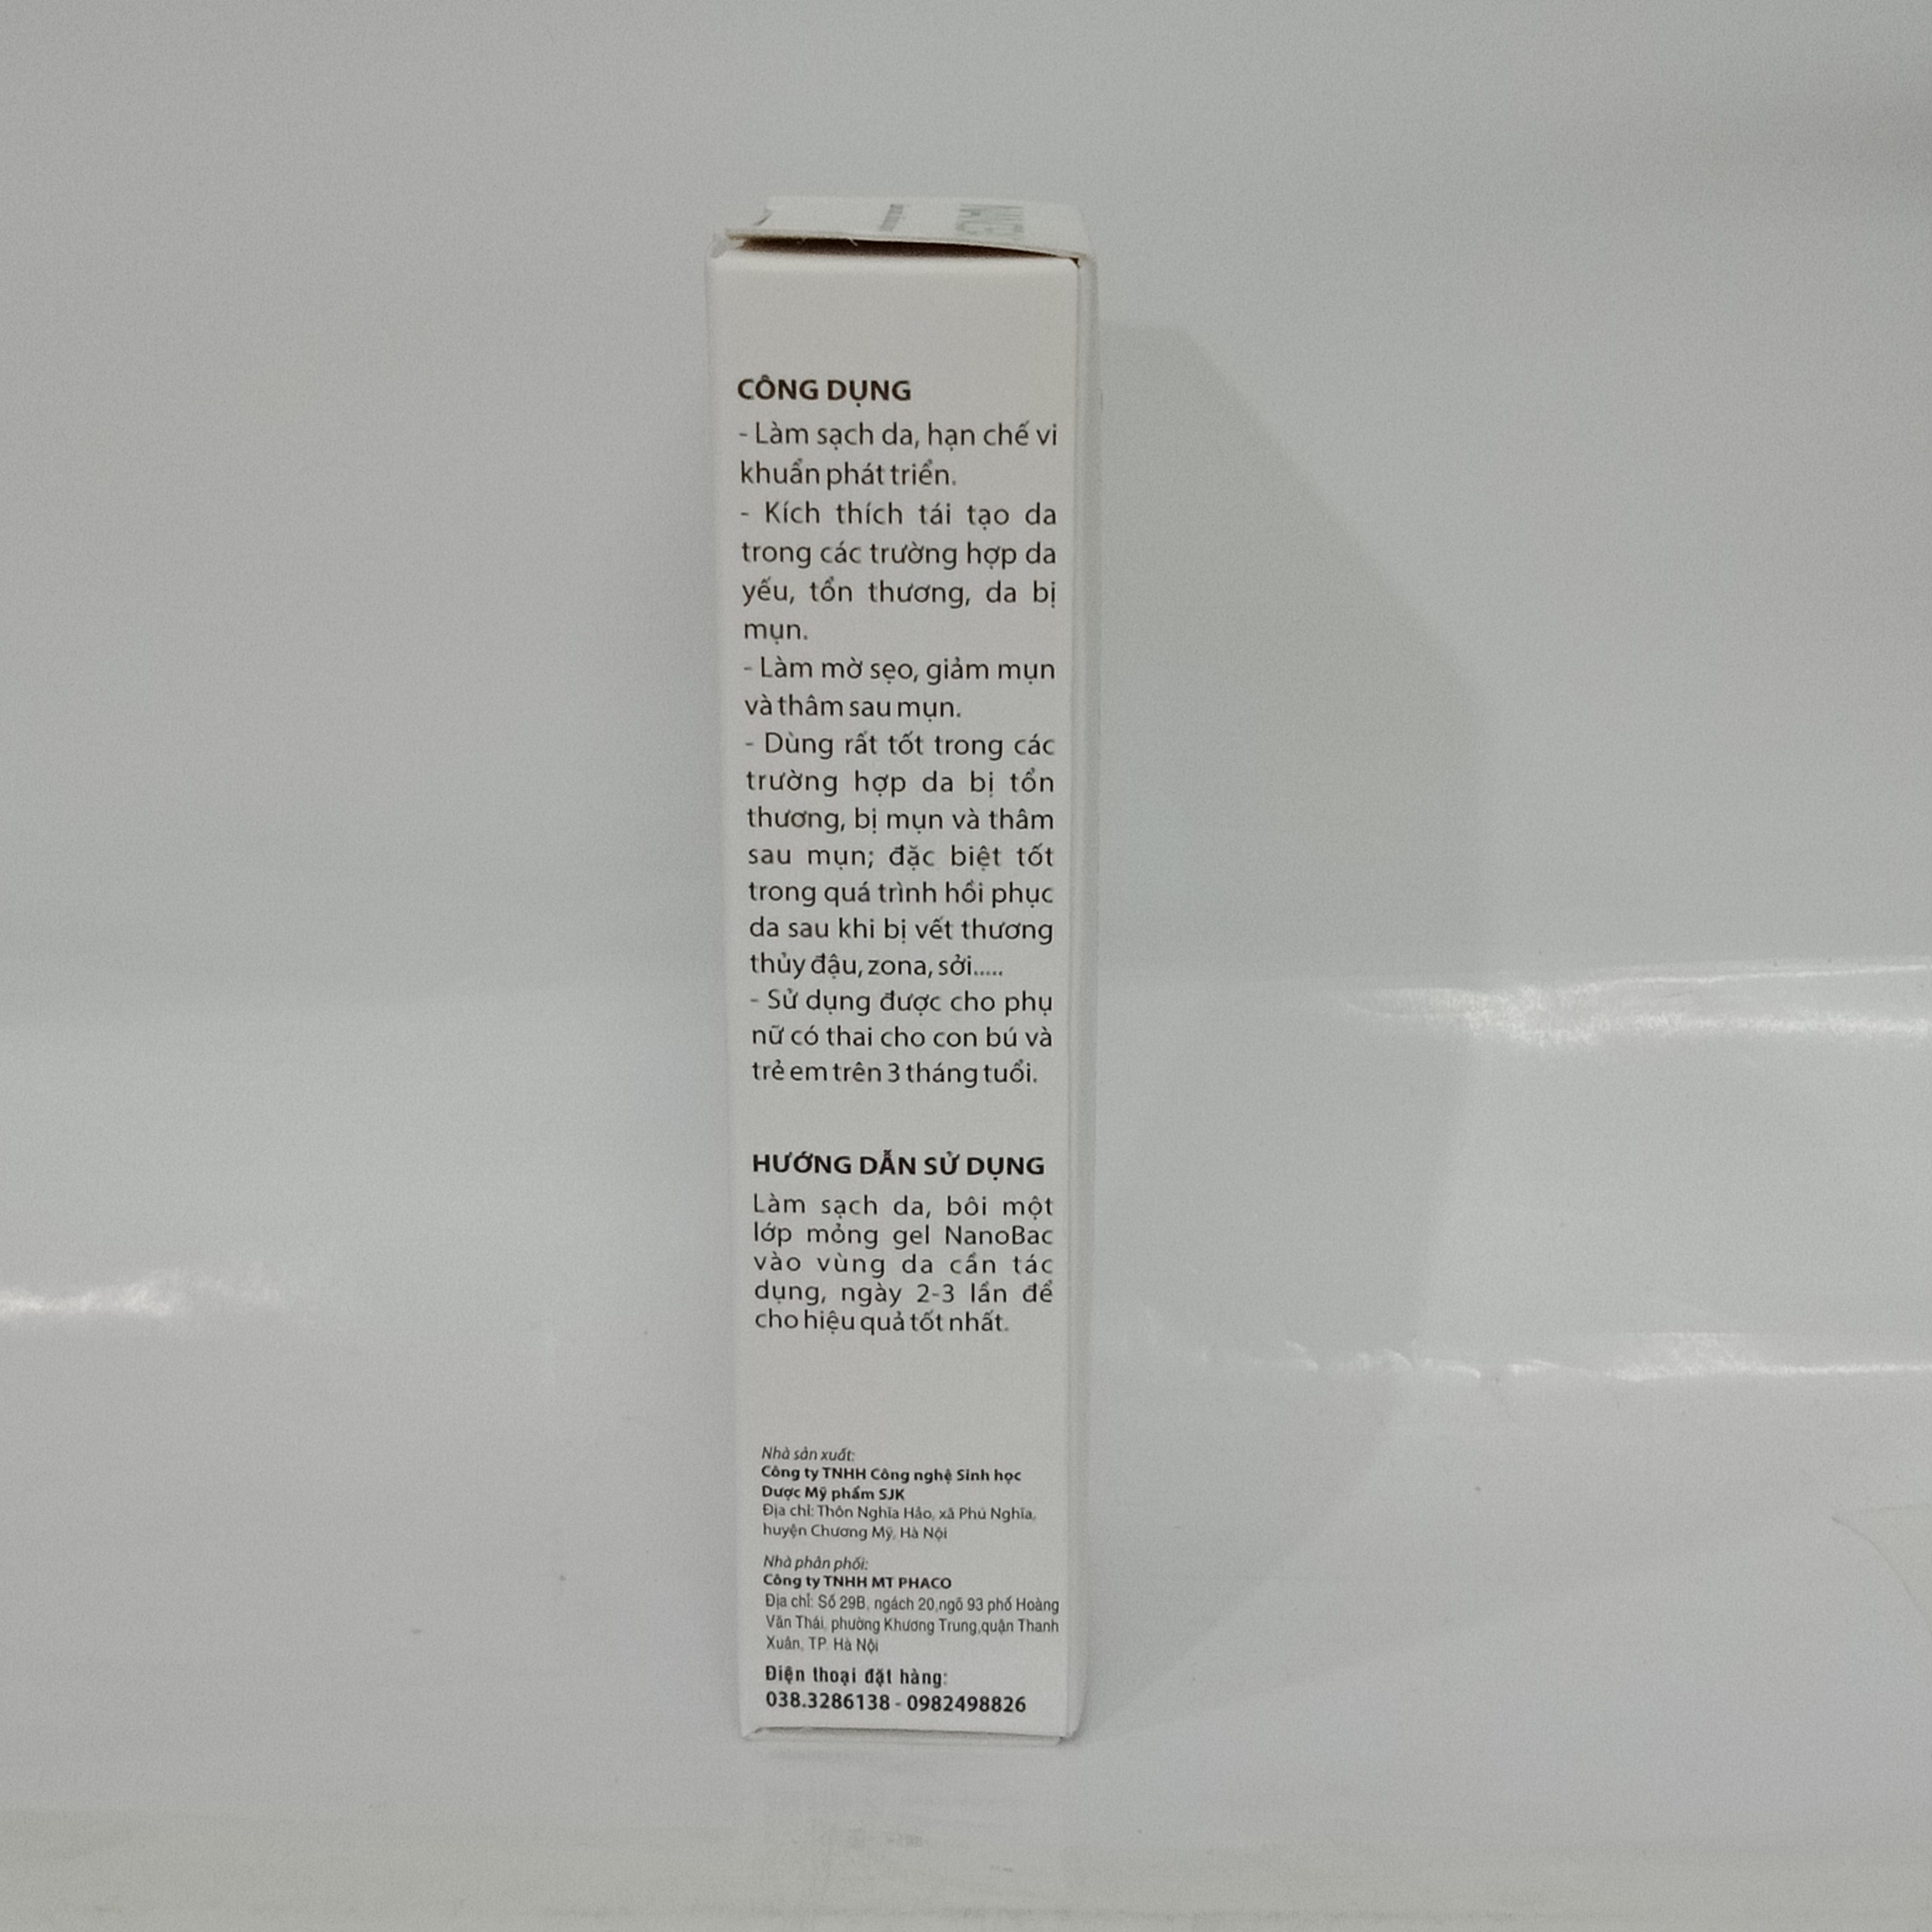 CÔNG DỤNG
- Làm sạch da, hạn chế vi
khuẩn phát triển.
- Kích thích tái tạo da
trong các trường hợp da
yếu, tổn thương, da bị
mụn.
- Làm mờ sẹo, giảm mụn
và thâm sau mụn.
- Dùng rất tốt trong các
trường hợp da bị tổn
thương, bị mụn và thâm
sau mụn; đặc biệt tốt
trong quá trình hồi phục
da sau khi bị vết thương
thủy đậu, zona, sởi.....
- Sử dụng được cho phụ
nữ có thai cho con bú và
trẻ em trên 3 tháng tuổi.
HƯỚNG DẪN SỬ DỤNG
Làm sạch da, bôi một
lớp mỏng gel NanoBac
vào vùng da cần tác
dụng, ngày 2-3 lần để
cho hiệu quả tốt nhất.
Nhà sản xuất:
Công ty TNHH Công nghệ Sinh học
Dược Mỹ phẩm SJK
Địa chỉ: Thôn Nghĩa Hảo, xã Phú Nghĩa,
huyện Chương Mỹ, Hà Nội
Nhà phân phối:
Công ty TNHH MT PHACO
Địa chỉ: Số 29B, ngách 20,ngõ 93 phố Hoàng
Văn Thái, phường Khương Trung,quận Thanh
Xuân, TP. Hà Nội
Điện thoại đặt hàng:
038.3286138 - 0982498826